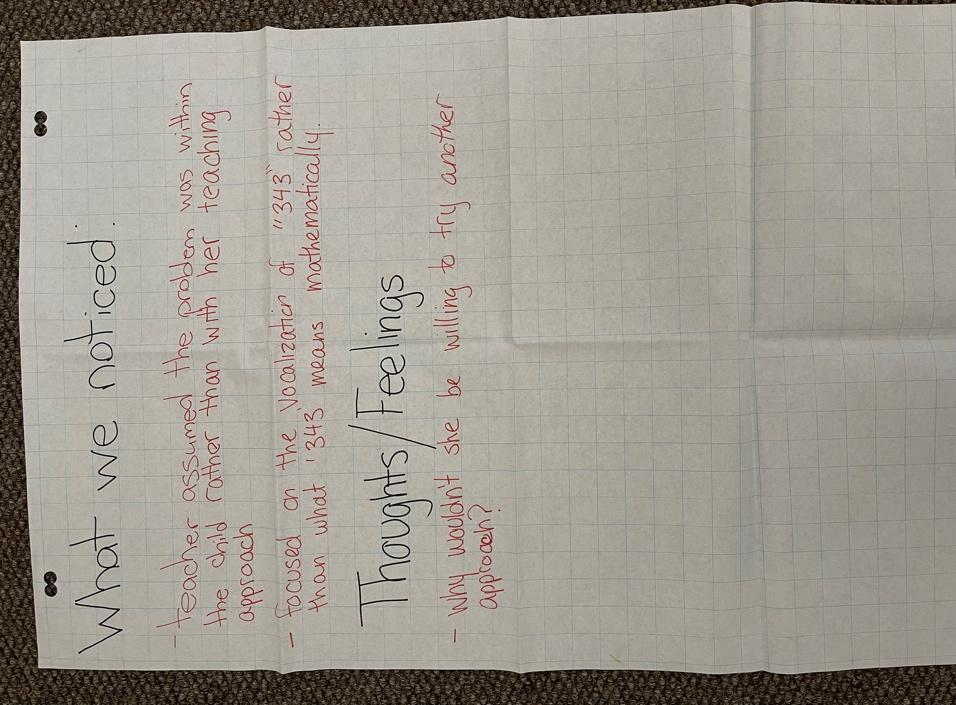 What we noticed.
- teacher assumed the problem was within
the child rather than with her teaching
approach
- focused on the vocalization of "343" rather
than what '343 means mathematically.
Thoughts/Feelings
- Why wouldn't she be willing to try another
approach?